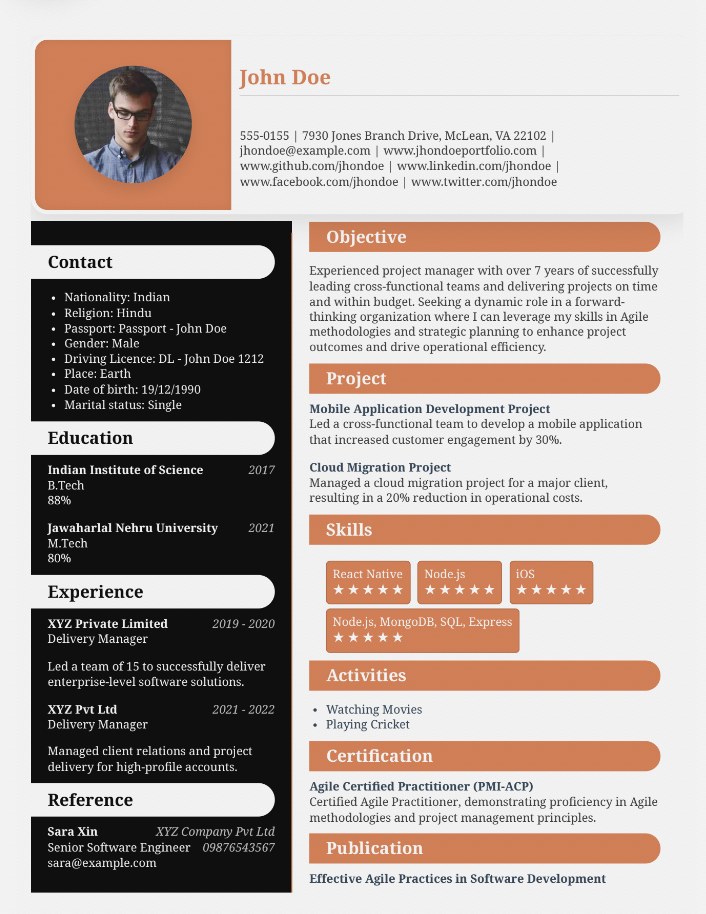 John Doe
555-0155 | 7930 Jones Branch Drive, McLean, VA 22102 |
jhondoe@example.com | www.jhondoeportfolio.com |
www.github.com/jhondoe | www.linkedin.com/jhondoe |
www.facebook.com/jhondoe | www.twitter.com/jhondoe
Contact
• Nationality: Indian
• Religion: Hindu
• Passport: Passport - John Doe
• Gender: Male
• Driving Licence: DL - John Doe 1212
• Place: Earth
• Date of birth: 19/12/1990
• Marital status: Single
Education
Indian Institute of Science 2017
B.Tech
88%
Jawaharlal Nehru University 2021
M.Tech
80%
Experience
XYZ Private Limited 2019 - 2020
Delivery Manager
Led a team of 15 to successfully deliver
enterprise-level software solutions.
XYZ Pvt Ltd 2021 - 2022
Delivery Manager
Managed client relations and project
delivery for high-profile accounts.
Reference
Sara Xin XYZ Company Pvt Ltd
Senior Software Engineer 09876543567
sara@example.com
Objective
Experienced project manager with over 7 years of successfully
leading cross-functional teams and delivering projects on time
and within budget. Seeking a dynamic role in a forward-
thinking organization where I can leverage my skills in Agile
methodologies and strategic planning to enhance project
outcomes and drive operational efficiency.
Project
Mobile Application Development Project
Led a cross-functional team to develop a mobile application
that increased customer engagement by 30%.
Cloud Migration Project
Managed a cloud migration project for a major client,
resulting in a 20% reduction in operational costs.
Skills
React Native Node.js iOS
★★★★★ ★★★★★ ★★★★★
Node.js, MongoDB, SQL, Express
★★★★★
Activities
• Watching Movies
• Playing Cricket
Certification
Agile Certified Practitioner (PMI-ACP)
Certified Agile Practitioner, demonstrating proficiency in Agile
methodologies and project management principles.
Publication
Effective Agile Practices in Software Development